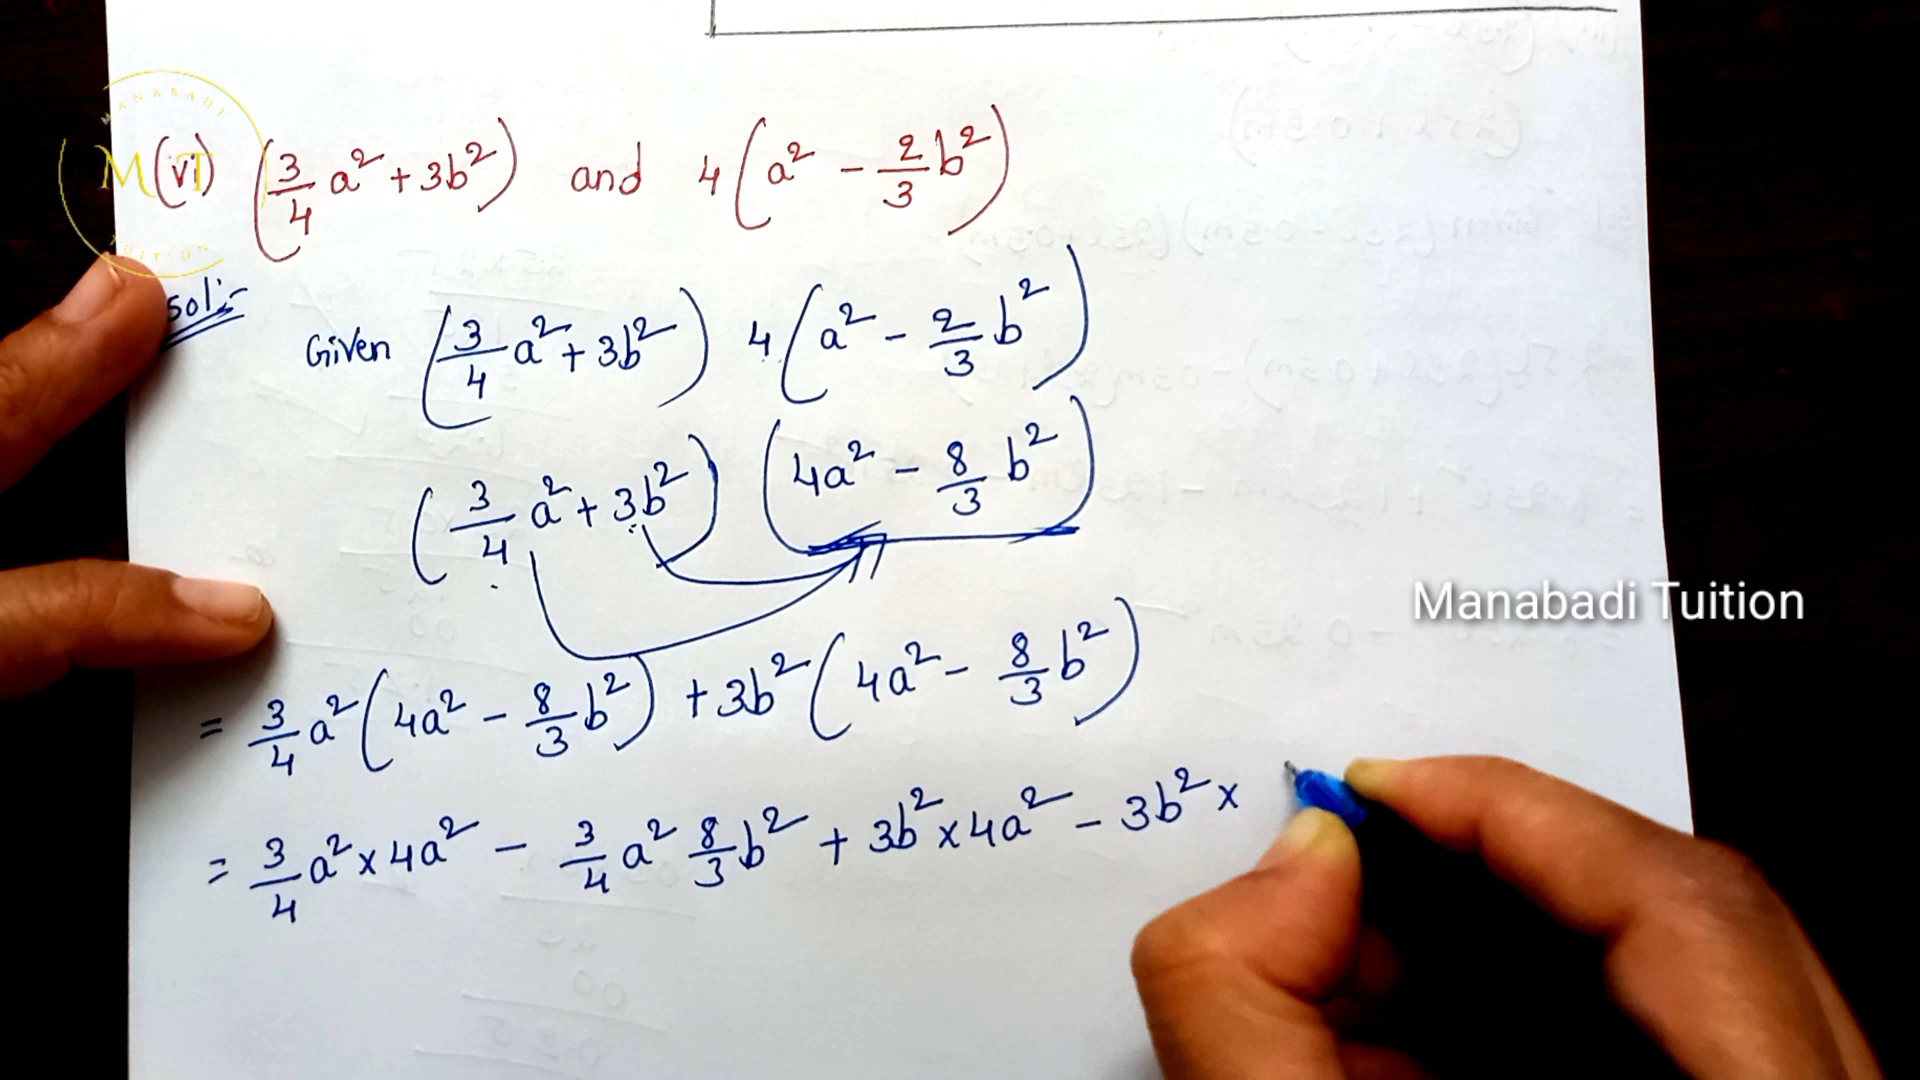 MANABADI
MT
TUITION
(vi) (3/4 a² + 3b²) and 4(a² - 2/3 b²)
Sol:-
Given (3/4 a² + 3b²) 4(a² - 2/3 b²)
(3/4 a² + 3b²) (4a² - 8/3 b²)
Manabadi Tuition
= 3/4 a² (4a² - 8/3 b²) + 3b² (4a² - 8/3 b²)
= 3/4 a² × 4a² - 3/4 a² 8/3 b² + 3b² × 4a² - 3b² ×